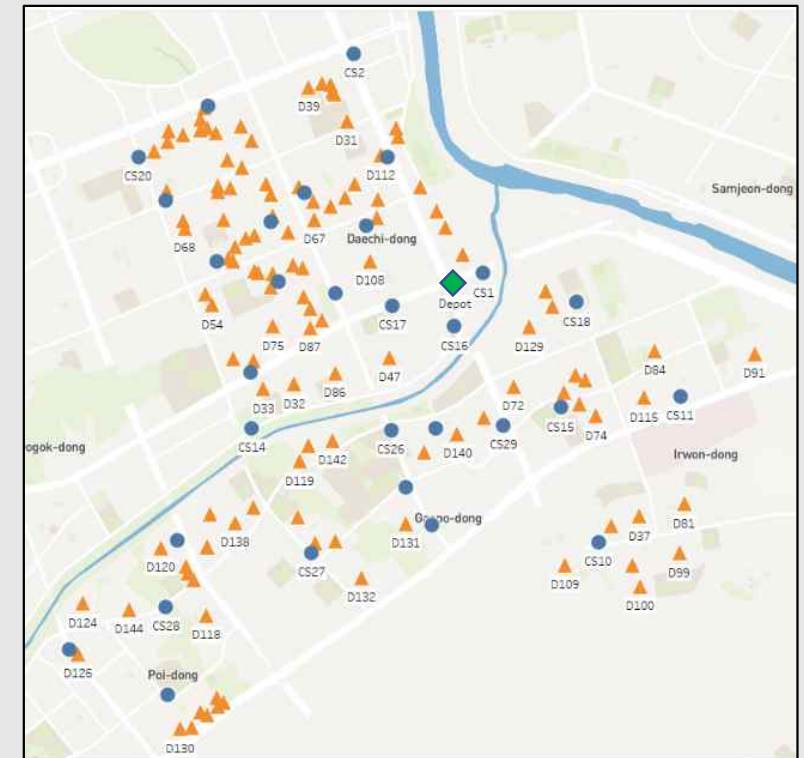 CS2
D39
D31
CS20
D112
Samjeon-dong
D68
D67
Daechi-dong
D108
CS1
Depot
D54
CS17
CS18
D75
D87
CS16
D129
D47
D84
D91
D86
D33
D32
D72
D115
CS11
CS15
D74
CS14
CS26
CS29
D142
D140
ogok-dong
Irwon-dong
D119
D81
D138
D131
D37
D120
CS27
CS10
D99
D109
D132
D100
D124
D144
CS28
D118
D126
Poi-dong
D130